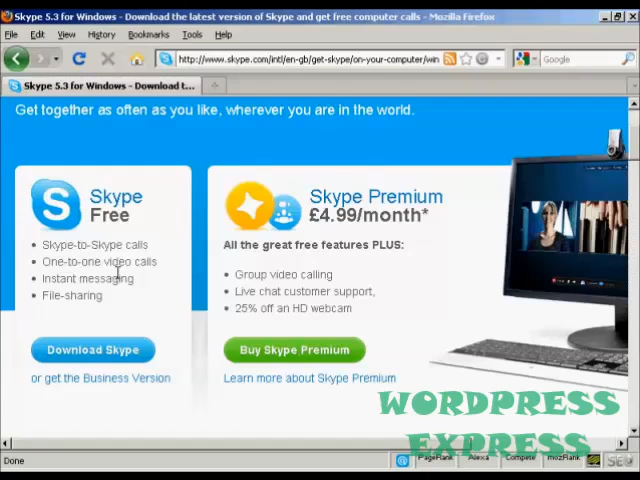 Skype 5.3 for Windows - Download the latest version of Skype and get free computer calls - Mozilla Firefox
File Edit View History Bookmarks Tools Help
http://www.skype.com/intl/en-gb/get-skype/on-your-computer/win
Google
Skype 5.3 for Windows - Download t...
Get together as often as you like, wherever you are in the world.
Skype
Free
Skype-to-Skype calls
One-to-one video calls
Instant messaging
File-sharing
Download Skype
or get the Business Version
Skype Premium
£4.99/month*
All the great free features PLUS:
Group video calling
Live chat customer support,
25% off an HD webcam
Buy Skype Premium
Learn more about Skype Premium
WORDPRESS
EXPRESS
Done
PageRank Alexa Compete mozRank SEO